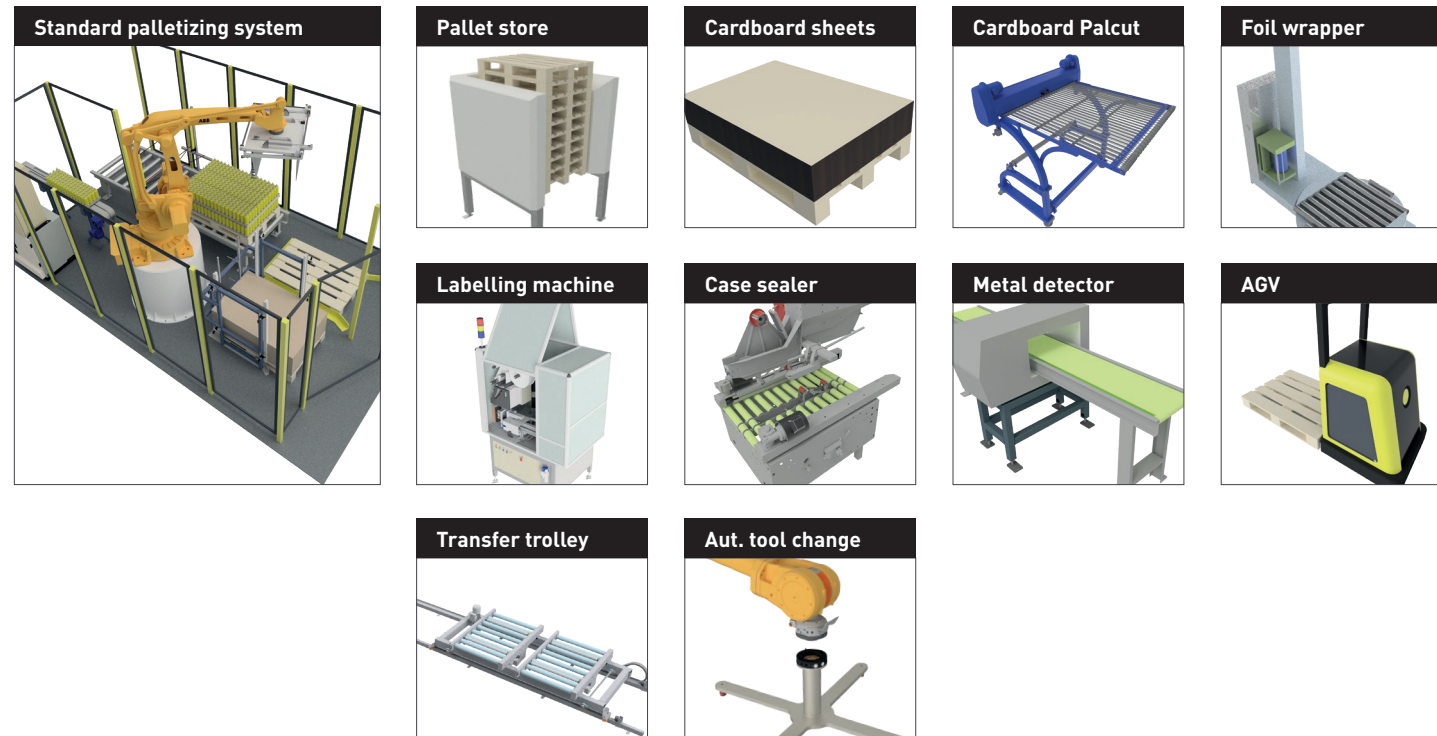 Standard palletizing system
Pallet store
Cardboard sheets
Cardboard Palcut
Foil wrapper
ABB
Labelling machine
Case sealer
Metal detector
AGV
Transfer trolley
Aut. tool change